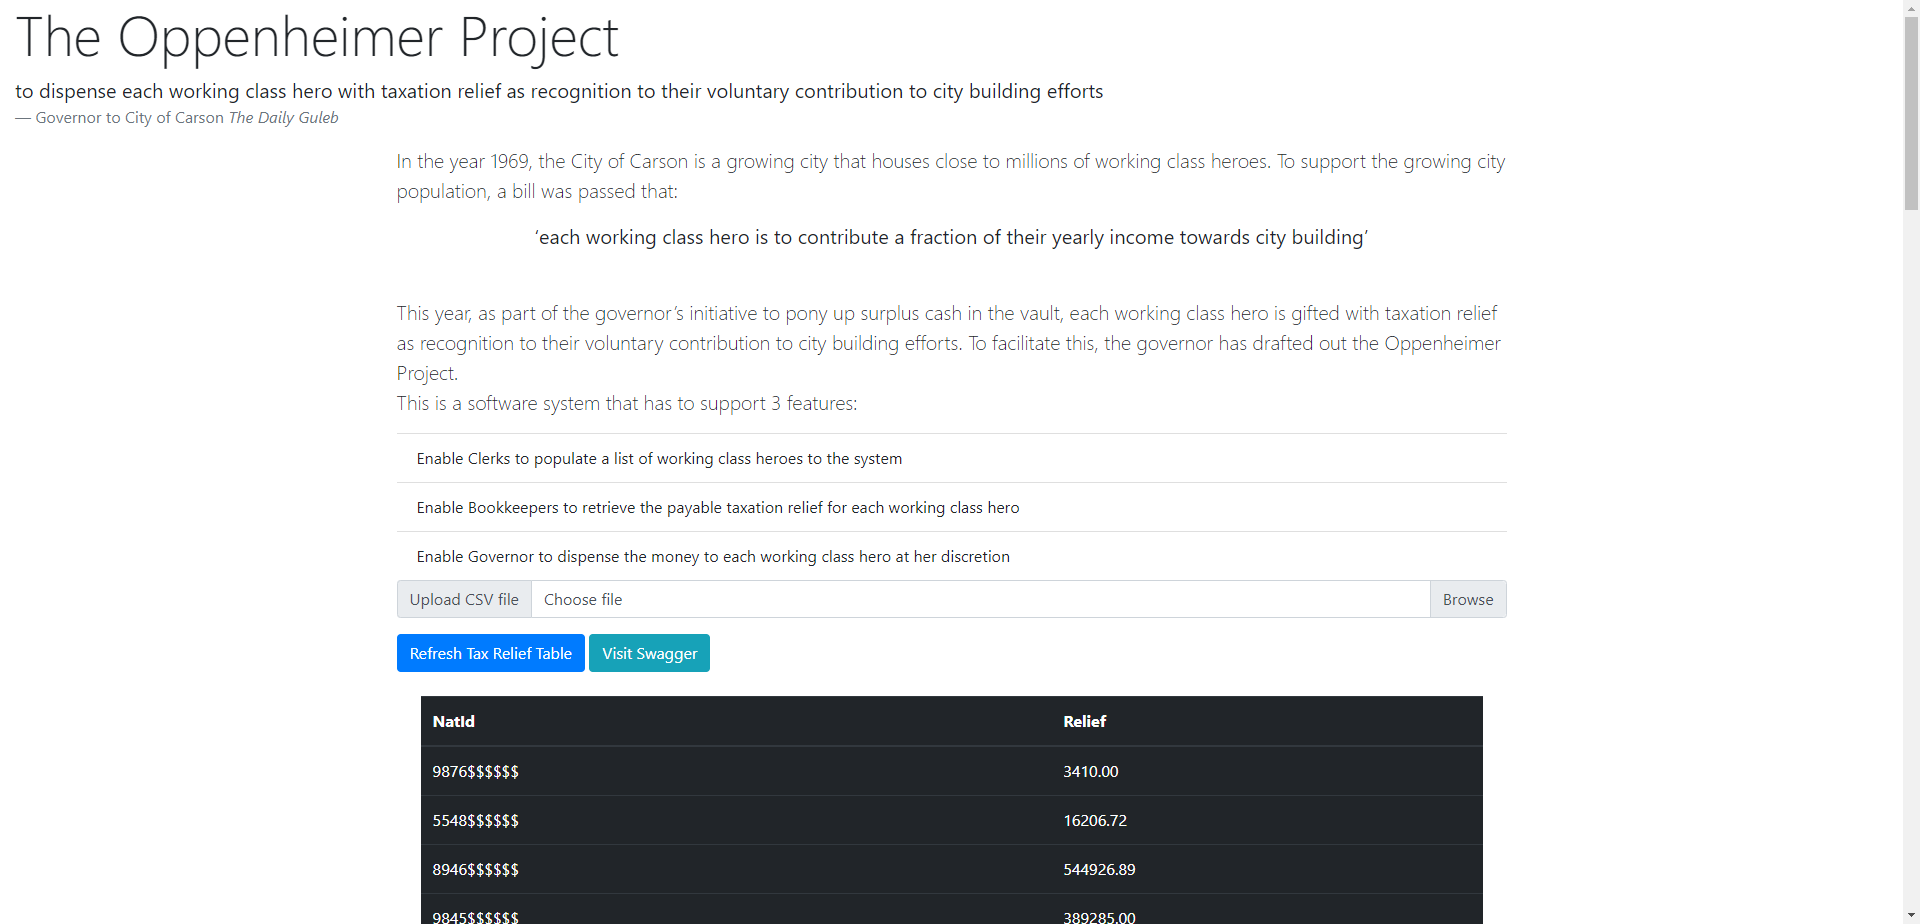 The Oppenheimer Project
to dispense each working class hero with taxation relief as recognition to their voluntary contribution to city building efforts
— Governor to City of Carson The Daily Guleb
In the year 1969, the City of Carson is a growing city that houses close to millions of working class heroes. To support the growing city
population, a bill was passed that:
‘each working class hero is to contribute a fraction of their yearly income towards city building’
This year, as part of the governor’s initiative to pony up surplus cash in the vault, each working class hero is gifted with taxation relief
as recognition to their voluntary contribution to city building efforts. To facilitate this, the governor has drafted out the Oppenheimer
Project.
This is a software system that has to support 3 features:
Enable Clerks to populate a list of working class heroes to the system
Enable Bookkeepers to retrieve the payable taxation relief for each working class hero
Enable Governor to dispense the money to each working class hero at her discretion
Upload CSV file Choose file Browse
Refresh Tax Relief Table Visit Swagger
NatId Relief
9876$$$$$$ 3410.00
5548$$$$$$ 16206.72
8946$$$$$$ 544926.89
9845$$$$$$ 389285.00